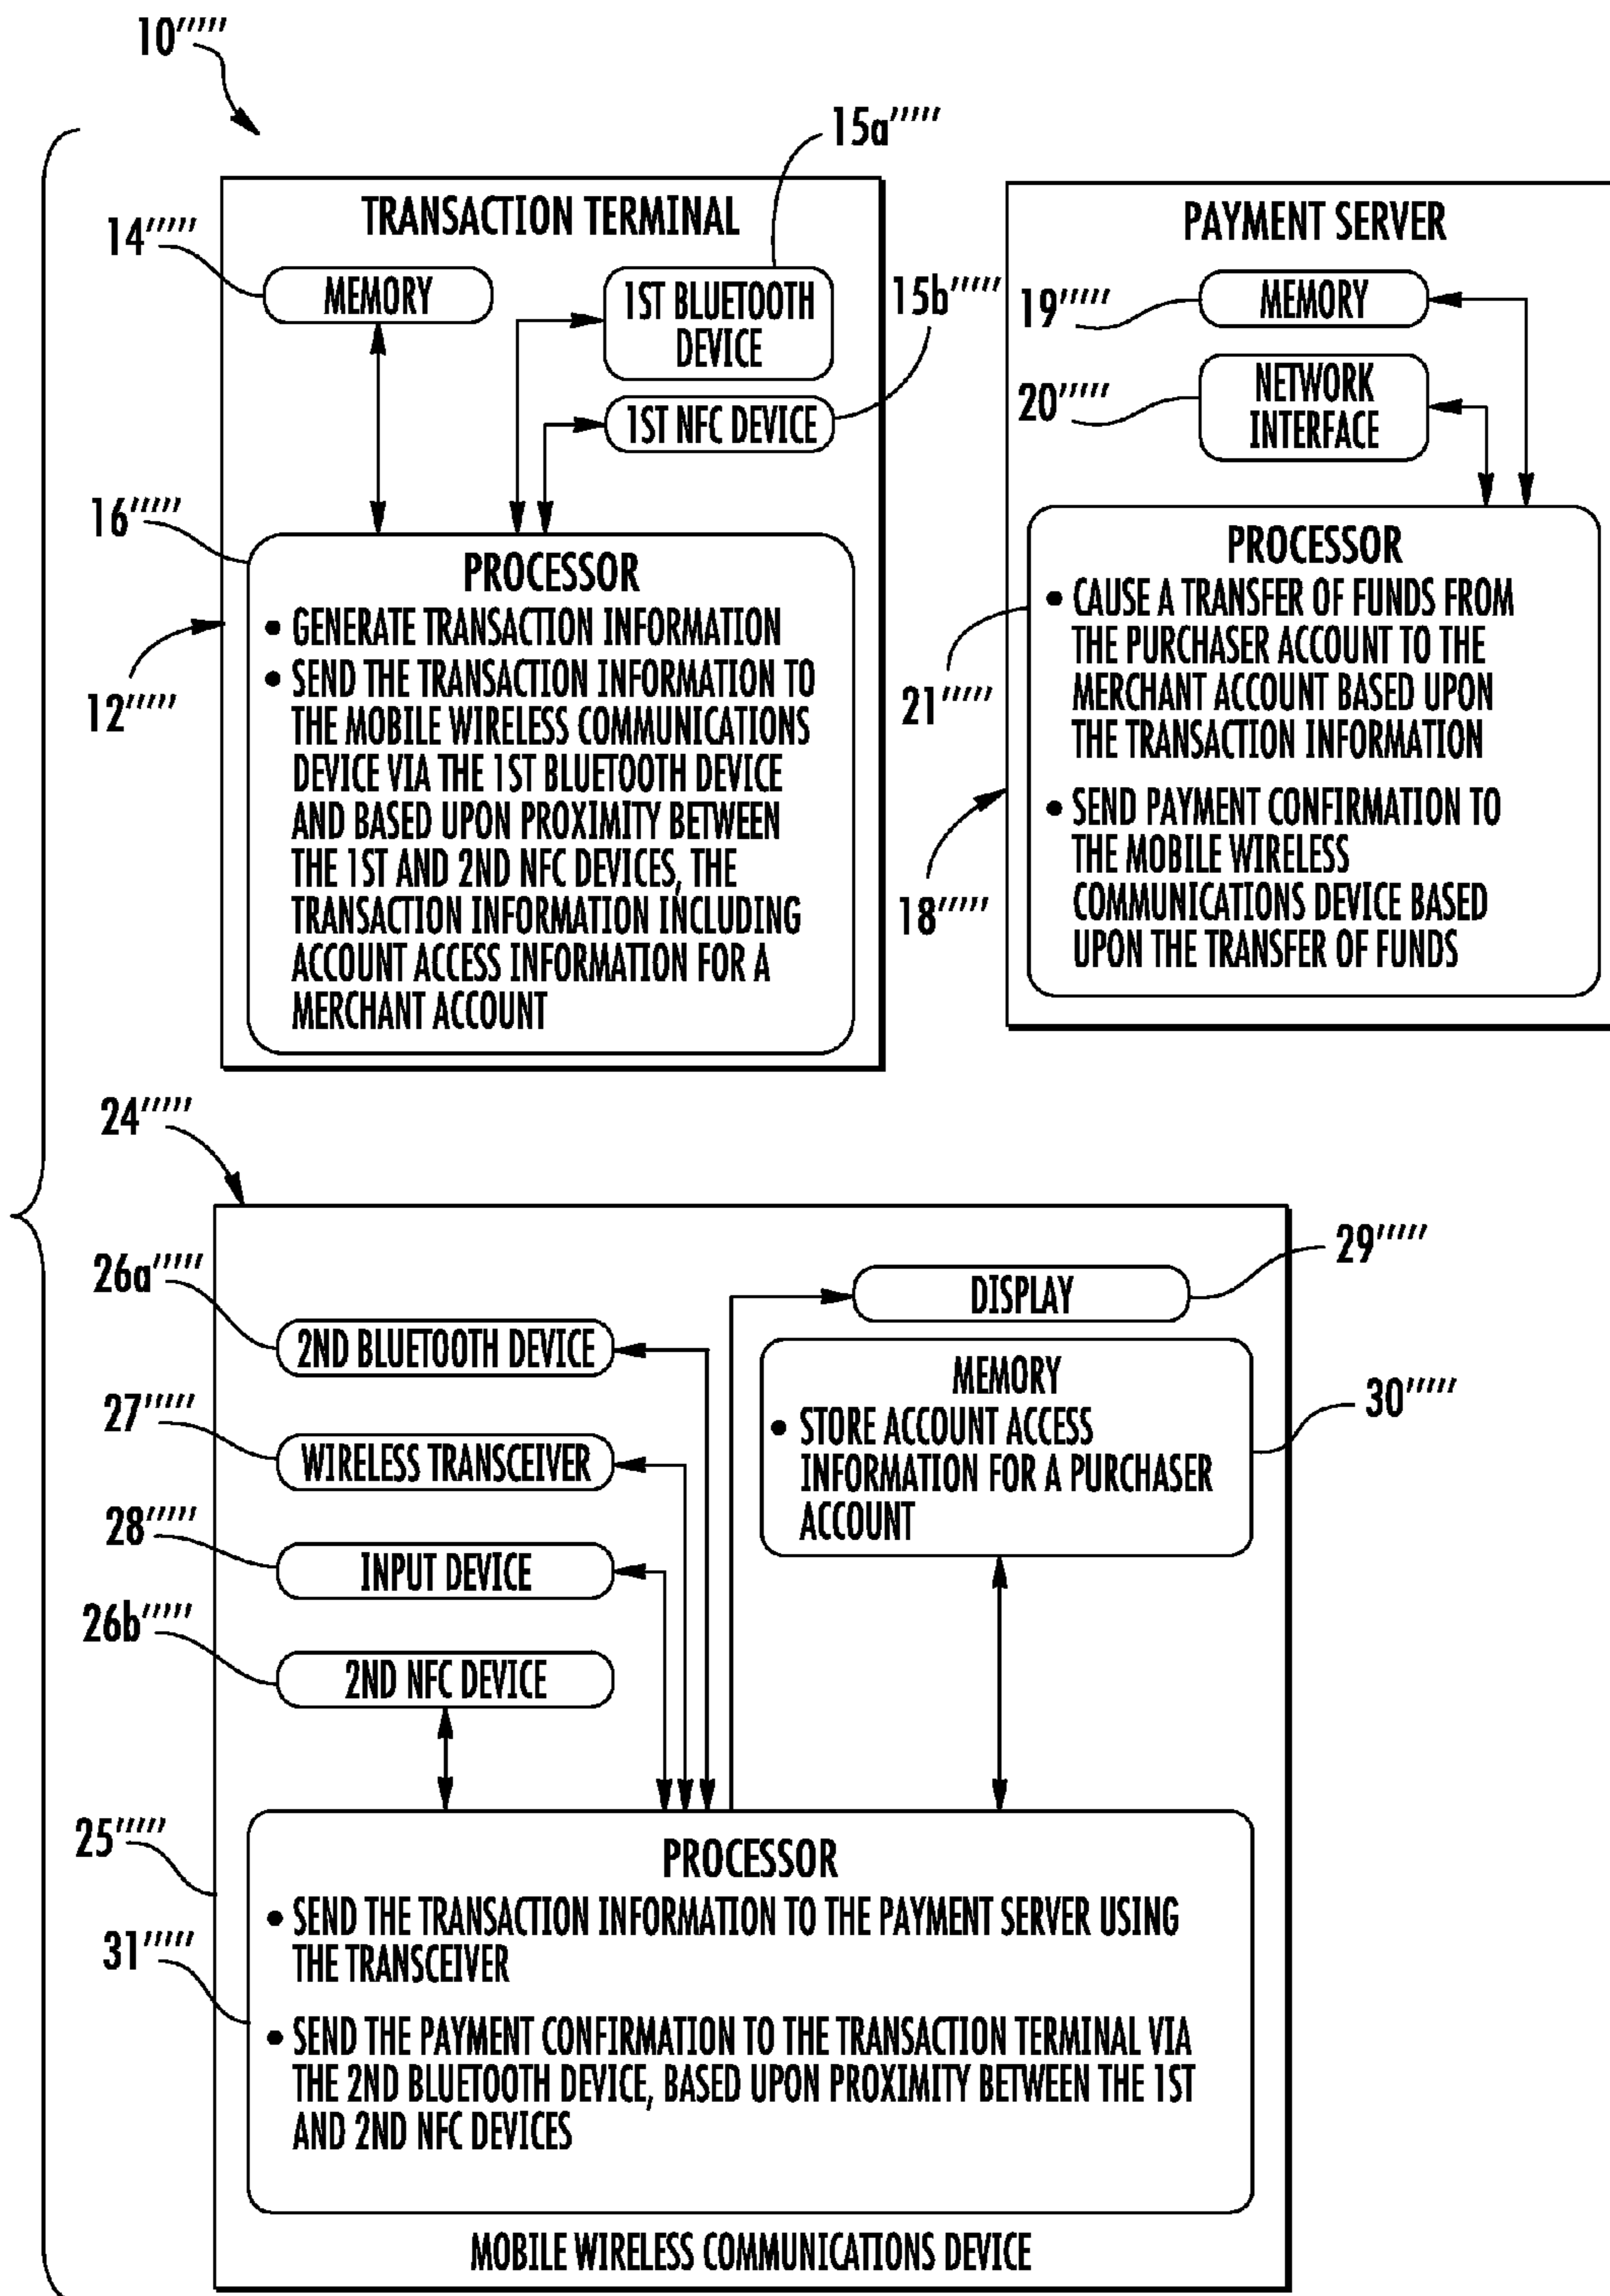 10′′′′′
TRANSACTION TERMINAL
14′′′′′
MEMORY
15a′′′′′
1ST BLUETOOTH
DEVICE
15b′′′′′
1ST NFC DEVICE
16′′′′′
12′′′′′
PROCESSOR
• GENERATE TRANSACTION INFORMATION
• SEND THE TRANSACTION INFORMATION TO
THE MOBILE WIRELESS COMMUNICATIONS
DEVICE VIA THE 1ST BLUETOOTH DEVICE
AND BASED UPON PROXIMITY BETWEEN
THE 1ST AND 2ND NFC DEVICES, THE
TRANSACTION INFORMATION INCLUDING
ACCOUNT ACCESS INFORMATION FOR A
MERCHANT ACCOUNT
PAYMENT SERVER
19′′′′′
MEMORY
20′′′′′
NETWORK
INTERFACE
21′′′′′
18′′′′′
PROCESSOR
• CAUSE A TRANSFER OF FUNDS FROM
THE PURCHASER ACCOUNT TO THE
MERCHANT ACCOUNT BASED UPON
THE TRANSACTION INFORMATION
• SEND PAYMENT CONFIRMATION TO
THE MOBILE WIRELESS
COMMUNICATIONS DEVICE BASED
UPON THE TRANSFER OF FUNDS
24′′′′′
26a′′′′′
2ND BLUETOOTH DEVICE
27′′′′′
WIRELESS TRANSCEIVER
28′′′′′
INPUT DEVICE
26b′′′′′
2ND NFC DEVICE
29′′′′′
DISPLAY
30′′′′′
MEMORY
• STORE ACCOUNT ACCESS
INFORMATION FOR A PURCHASER
ACCOUNT
25′′′′′
31′′′′′
PROCESSOR
• SEND THE TRANSACTION INFORMATION TO THE PAYMENT SERVER USING
THE TRANSCEIVER
• SEND THE PAYMENT CONFIRMATION TO THE TRANSACTION TERMINAL VIA
THE 2ND BLUETOOTH DEVICE, BASED UPON PROXIMITY BETWEEN THE 1ST
AND 2ND NFC DEVICES
MOBILE WIRELESS COMMUNICATIONS DEVICE